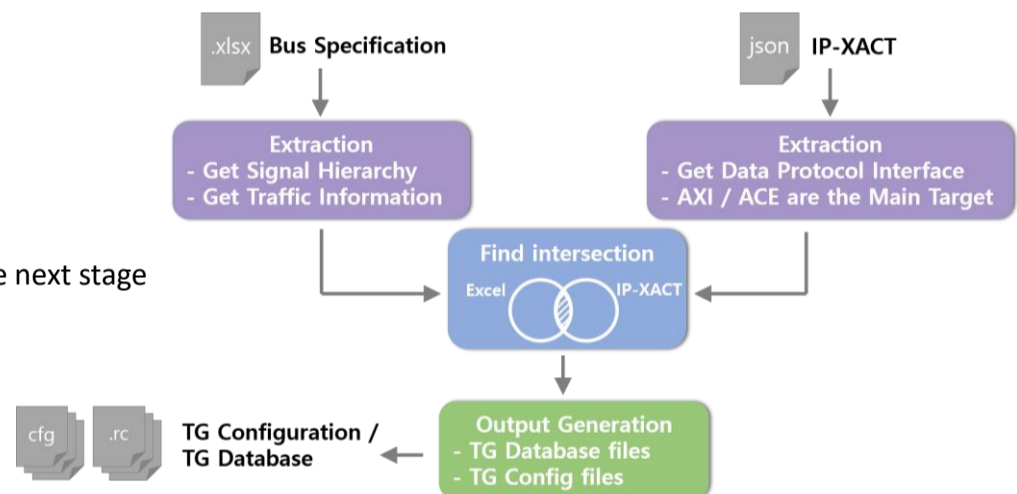 .xlsx Bus Specification
json IP-XACT
Extraction
- Get Signal Hierarchy
- Get Traffic Information
Extraction
- Get Data Protocol Interface
- AXI / ACE are the Main Target
next stage
Find intersection
Excel IP-XACT
cfg .rc
TG Configuration /
TG Database
Output Generation
- TG Database files
- TG Config files